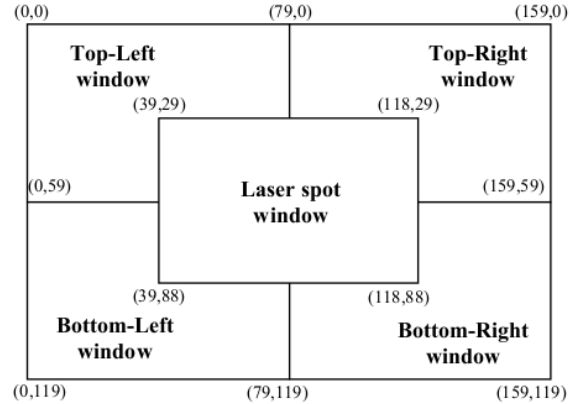 (0,0) (79,0) (159,0)
Top-Left Top-Right
window window
(39,29) (118,29)
(0,59) Laser spot (159,59)
window
(39,88) (118,88)
Bottom-Left Bottom-Right
window window
(0,119) (79,119) (159,119)